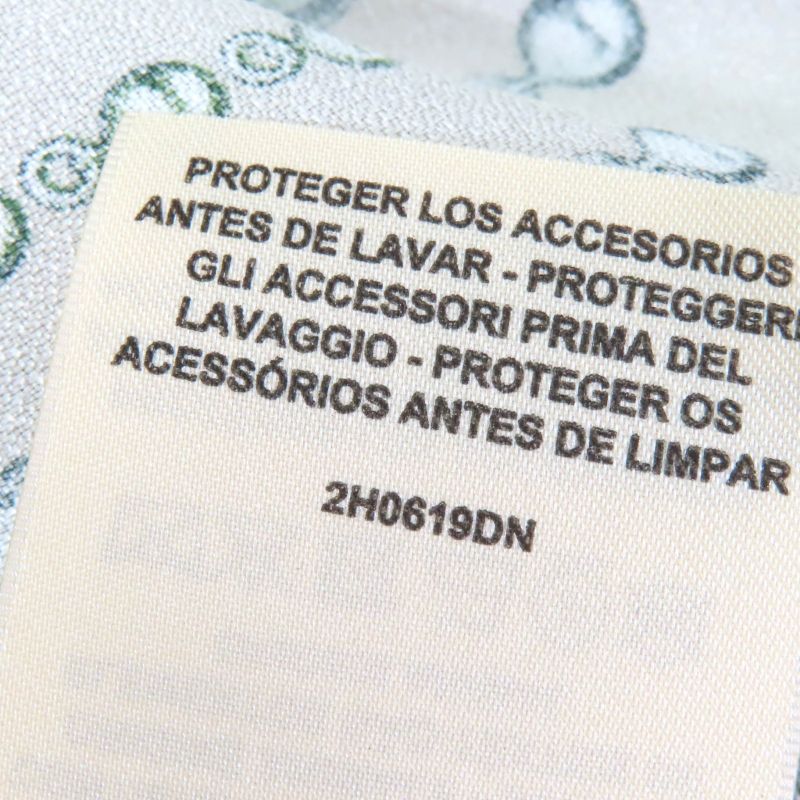 PROTEGER LOS ACCESORIOS
ANTES DE LAVAR - PROTEGGERE
GLI ACCESSORI PRIMA DEL
LAVAGGIO - PROTEGER OS
ACESSÓRIOS ANTES DE LIMPAR
2H0619DN